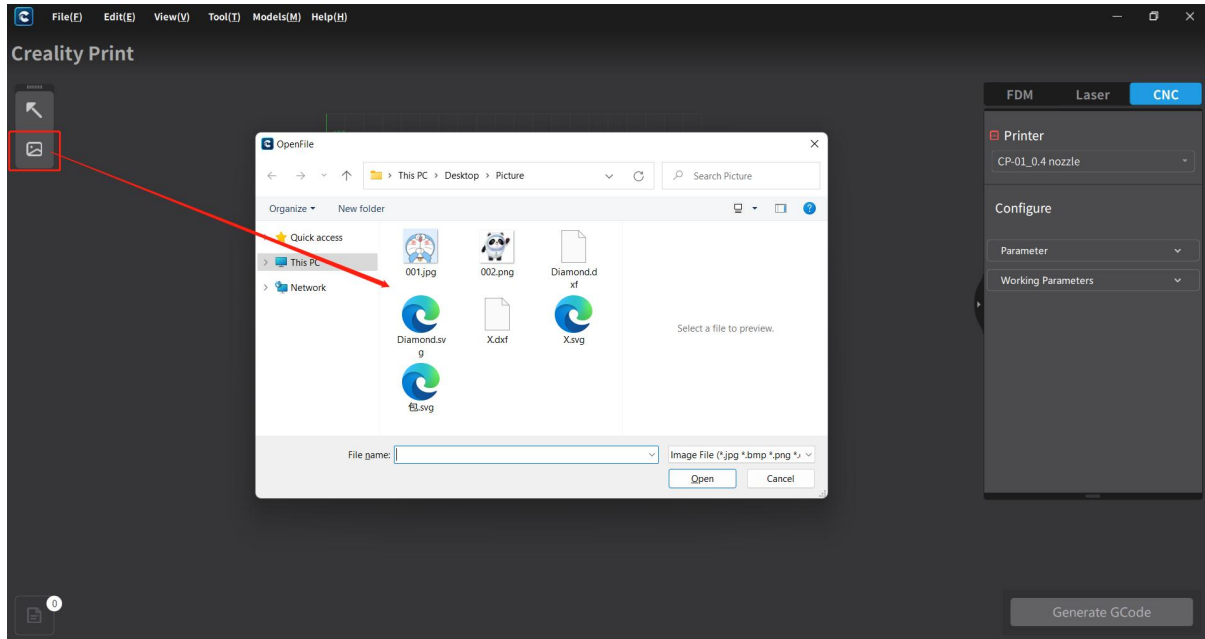 File(F) Edit(E) View(V) Tool(T) Models(M) Help(H)
Creality Print
FDM Laser CNC
Printer
CP-01_0.4 nozzle
Configure
Parameter
Working Parameters
OpenFile
This PC > Desktop > Picture
Search Picture
Organize New folder
Quick access
This PC
Network
001.jpg 002.png Diamond.d
xf
Diamond.sv X.dxf X.svg
g
包.svg
Select a file to preview.
File name: Image File (*.jpg *.bmp *.png *.
Open Cancel
0
Generate GCode